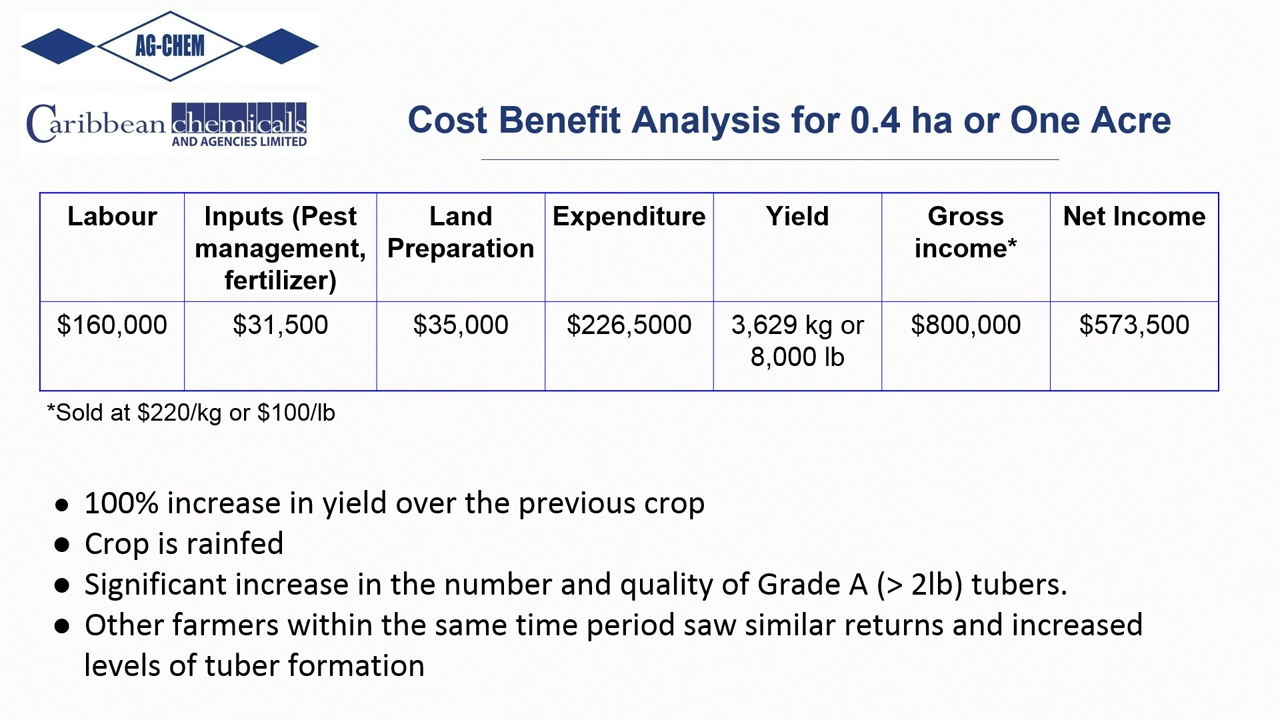 AG-CHEM
Caribbean chemicals
AND AGENCIES LIMITED
Cost Benefit Analysis for 0.4 ha or One Acre
Labour
Inputs (Pest
management,
fertilizer)
Land
Preparation
Expenditure
Yield
Gross
income*
Net Income
$160,000
$31,500
$35,000
$226,5000
3,629 kg or
8,000 lb
$800,000
$573,500
*Sold at $220/kg or $100/lb
● 100% increase in yield over the previous crop
● Crop is rainfed
● Significant increase in the number and quality of Grade A (> 2lb) tubers.
● Other farmers within the same time period saw similar returns and increased
levels of tuber formation